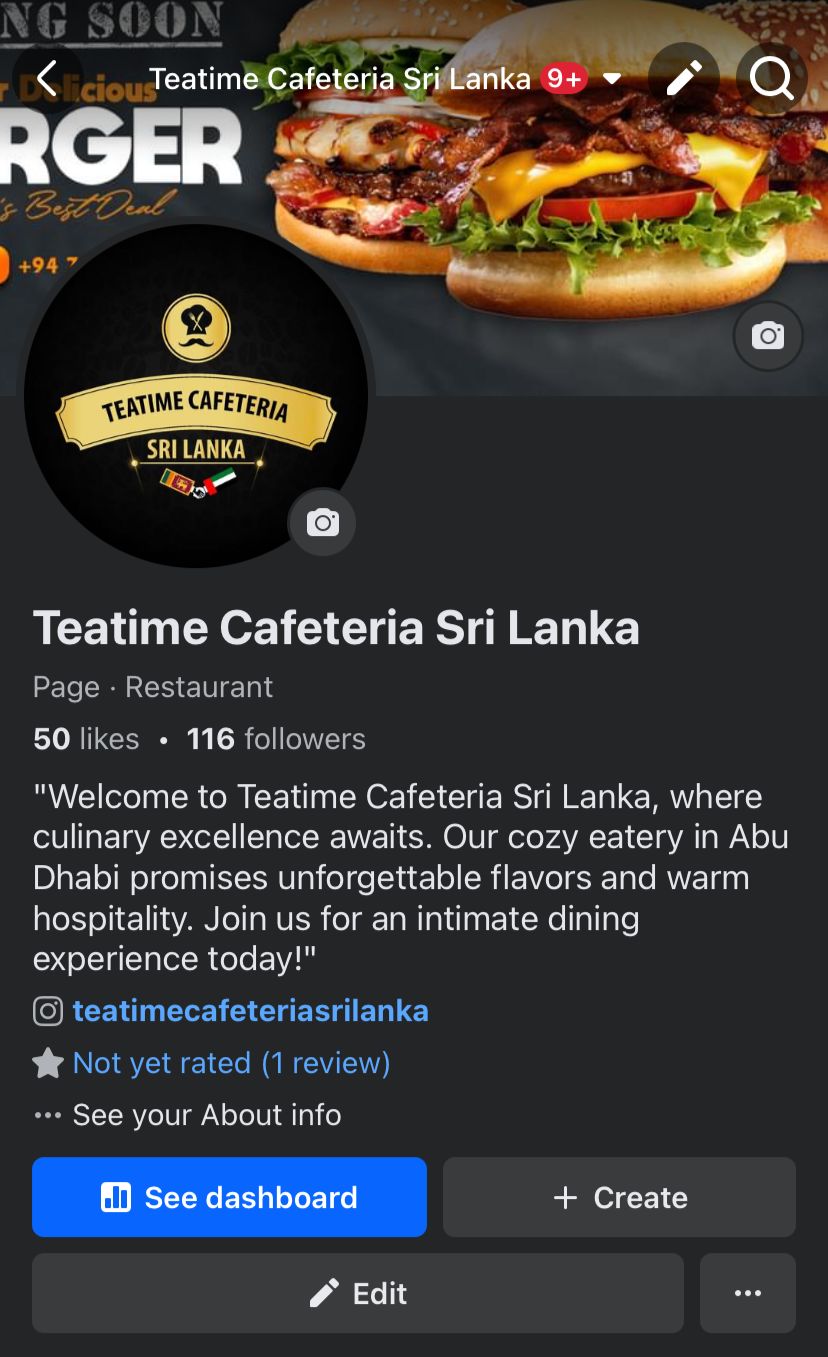 NG SOON
Teatime Cafeteria Sri Lanka 9+
r Delicious
RGER
's Best Deal
+94 7
TEATIME CAFETERIA
SRI LANKA
Teatime Cafeteria Sri Lanka
Page · Restaurant
50 likes • 116 followers
"Welcome to Teatime Cafeteria Sri Lanka, where
culinary excellence awaits. Our cozy eatery in Abu
Dhabi promises unforgettable flavors and warm
hospitality. Join us for an intimate dining
experience today!"
teatimecafeteriasrilanka
Not yet rated (1 review)
See your About info
See dashboard
+ Create
Edit